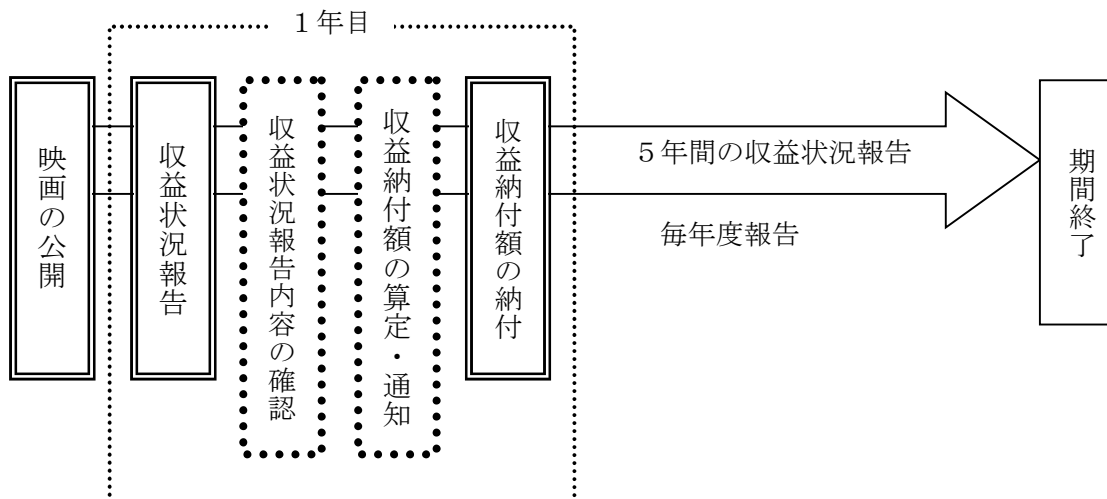 １年目
映画の公開
収益状況報告
収益状況報告内容の確認
収益納付額の算定・通知
収益納付額の納付
５年間の収益状況報告
毎年度報告
期間終了